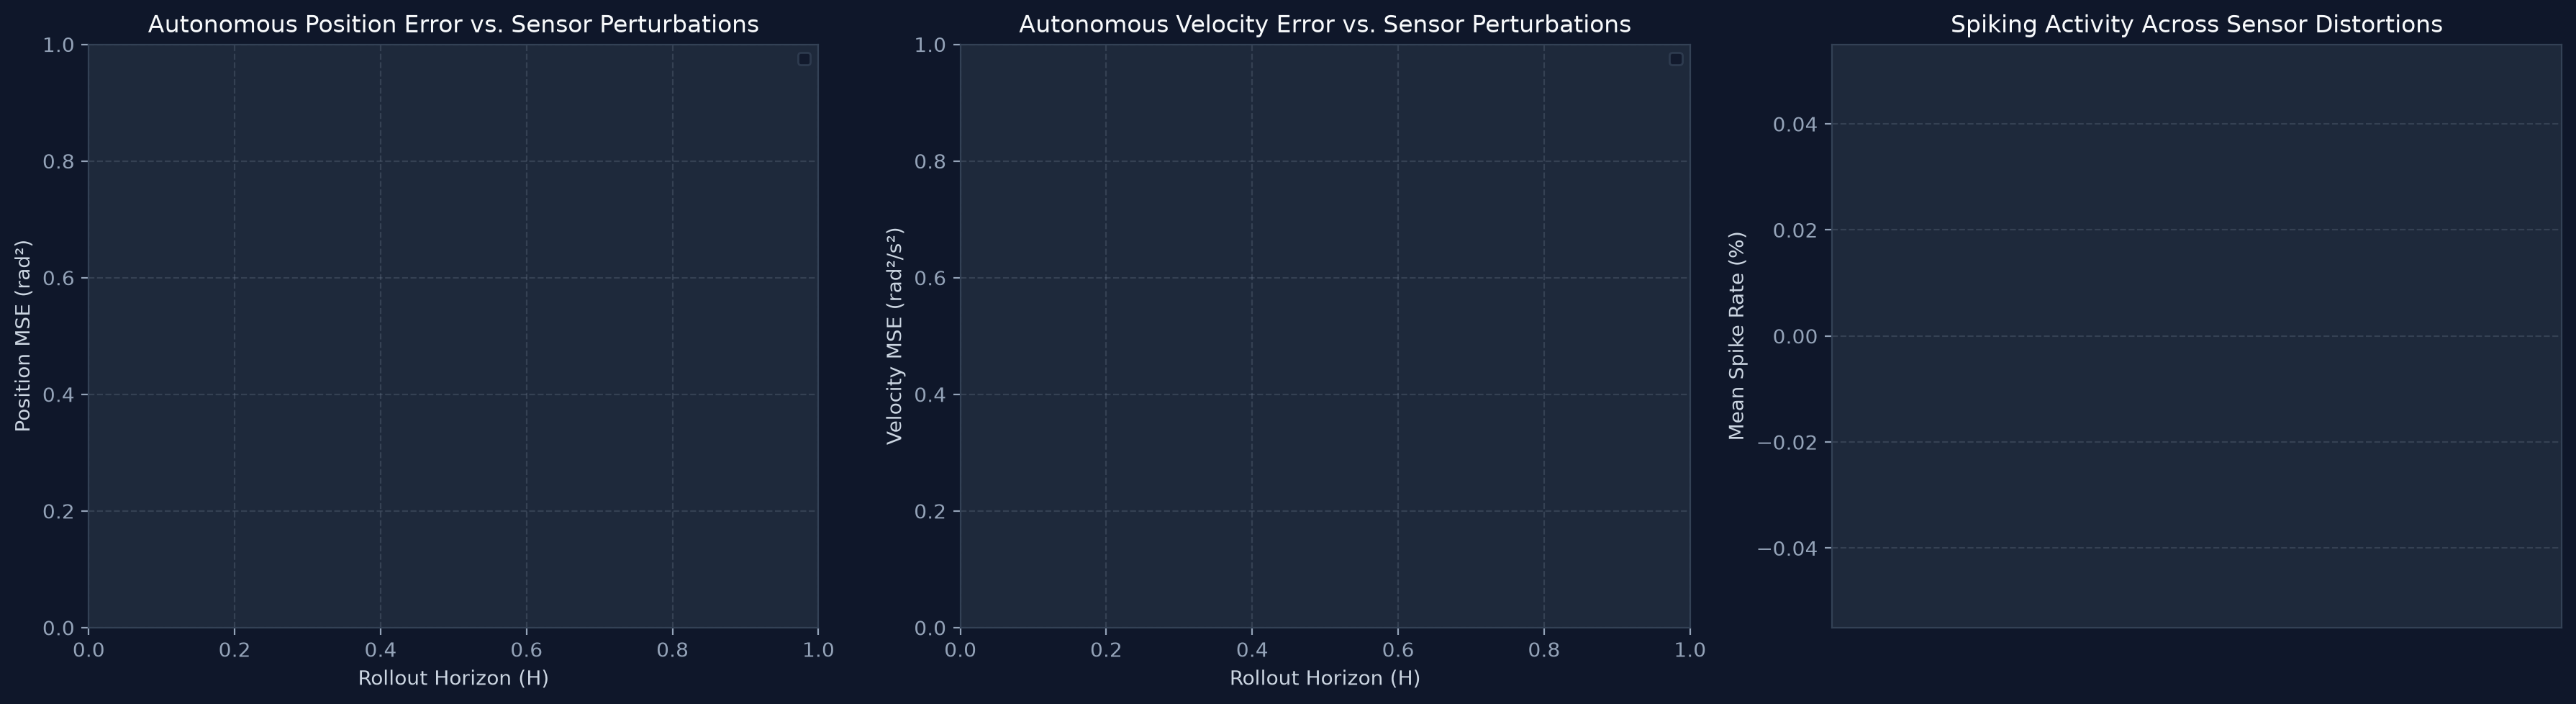 Autonomous Position Error vs. Sensor Perturbations
Position MSE (rad²)
1.0
0.8
0.6
0.4
0.2
0.0
0.0 0.2 0.4 0.6 0.8 1.0
Rollout Horizon (H)
Autonomous Velocity Error vs. Sensor Perturbations
Velocity MSE (rad²/s²)
1.0
0.8
0.6
0.4
0.2
0.0
0.0 0.2 0.4 0.6 0.8 1.0
Rollout Horizon (H)
Spiking Activity Across Sensor Distortions
Mean Spike Rate (%)
0.04
0.02
0.00
−0.02
−0.04